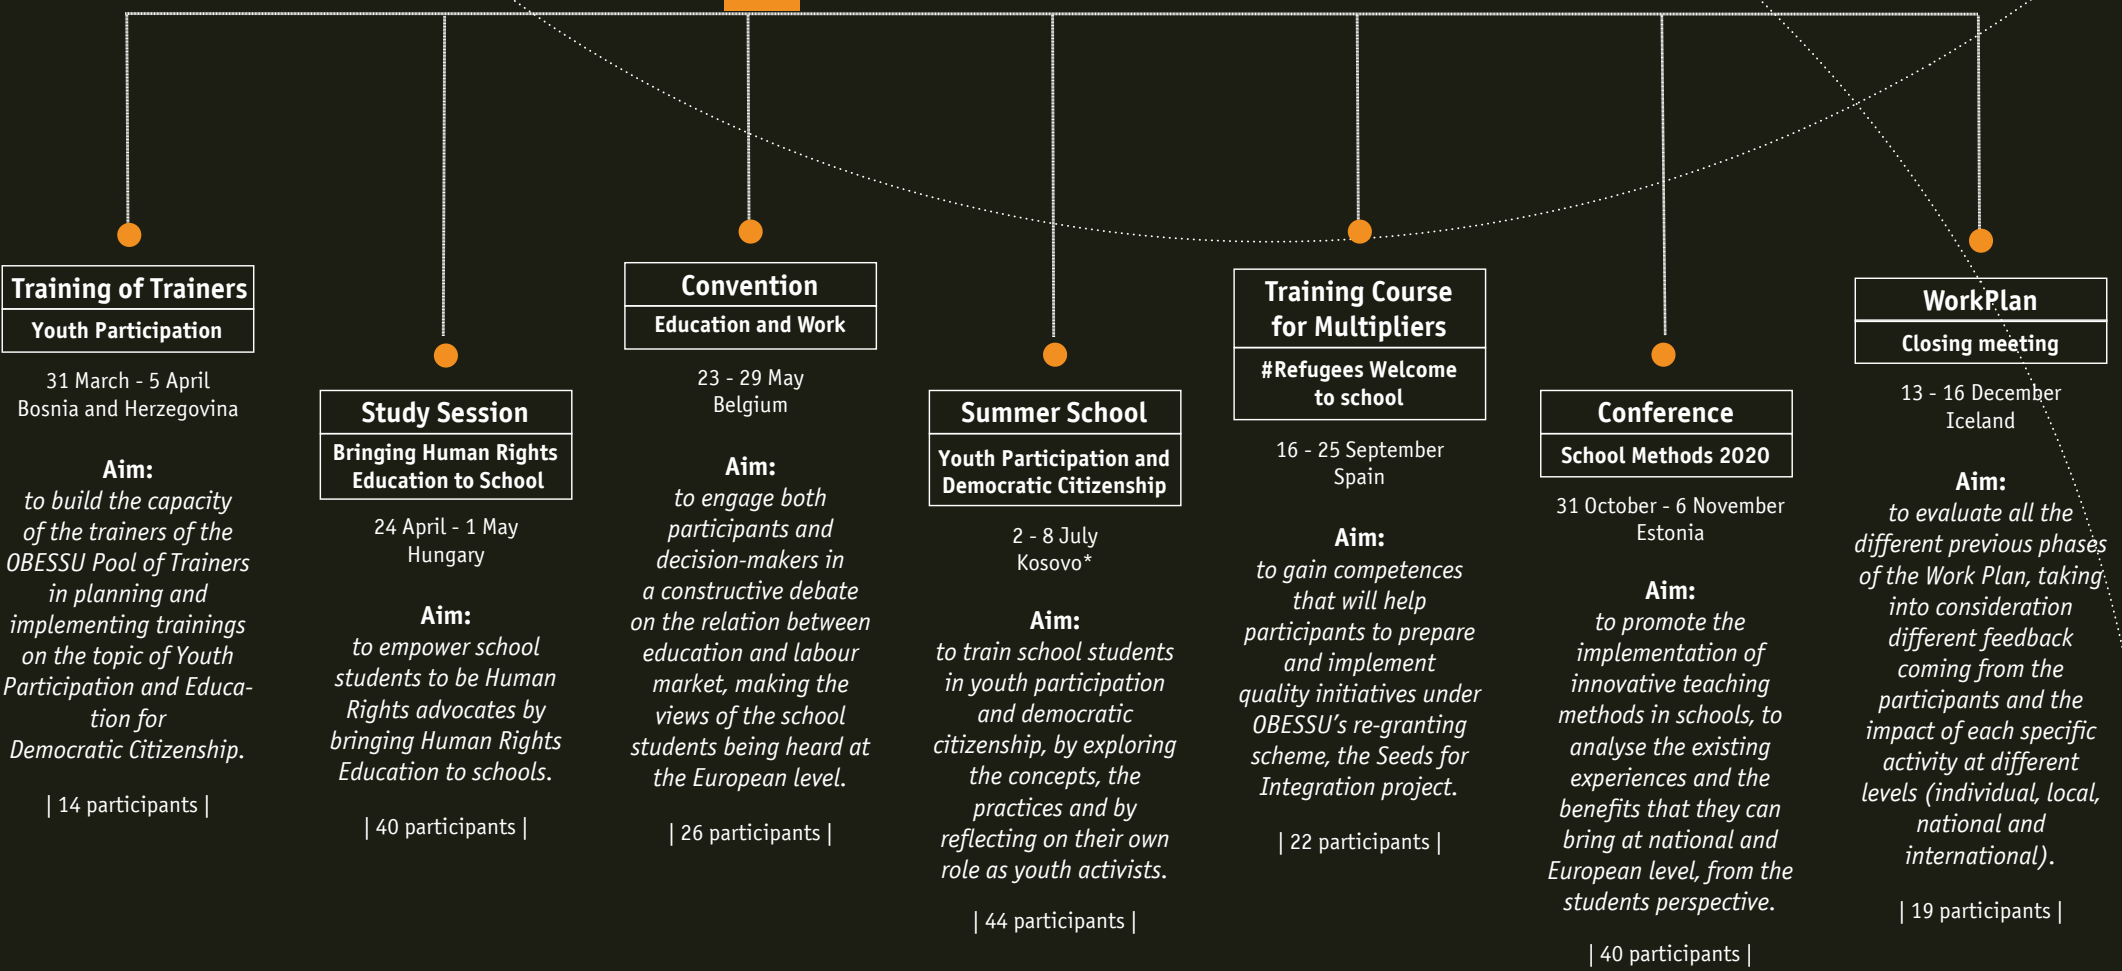 Training of Trainers
Youth Participation
31 March - 5 April
Bosnia and Herzegovina
Aim:
to build the capacity
of the trainers of the
OBESSU Pool of Trainers
in planning and
implementing trainings
on the topic of Youth
Participation and Educa-
tion for
Democratic Citizenship.
| 14 participants |
Study Session
Bringing Human Rights
Education to School
24 April - 1 May
Hungary
Aim:
to empower school
students to be Human
Rights advocates by
bringing Human Rights
Education to schools.
| 40 participants |
Convention
Education and Work
23 - 29 May
Belgium
Aim:
to engage both
participants and
decision-makers in
a constructive debate
on the relation between
education and labour
market, making the
views of the school
students being heard at
the European level.
| 26 participants |
Summer School
Youth Participation and
Democratic Citizenship
2 - 8 July
Kosovo*
Aim:
to train school students
in youth participation
and democratic
citizenship, by exploring
the concepts, the
practices and by
reflecting on their own
role as youth activists.
| 44 participants |
Training Course
for Multipliers
#Refugees Welcome
to school
16 - 25 September
Spain
Aim:
to gain competences
that will help
participants to prepare
and implement
quality initiatives under
OBESSU’s re-granting
scheme, the Seeds for
Integration project.
| 22 participants |
Conference
School Methods 2020
31 October - 6 November
Estonia
Aim:
to promote the
implementation of
innovative teaching
methods in schools, to
analyse the existing
experiences and the
benefits that they can
bring at national and
European level, from the
students perspective.
| 40 participants |
WorkPlan
Closing meeting
13 - 16 December
Iceland
Aim:
to evaluate all the
different previous phases
of the Work Plan, taking
into consideration
different feedback
coming from the
participants and the
impact of each specific
activity at different
levels (individual, local,
national and
international).
| 19 participants |